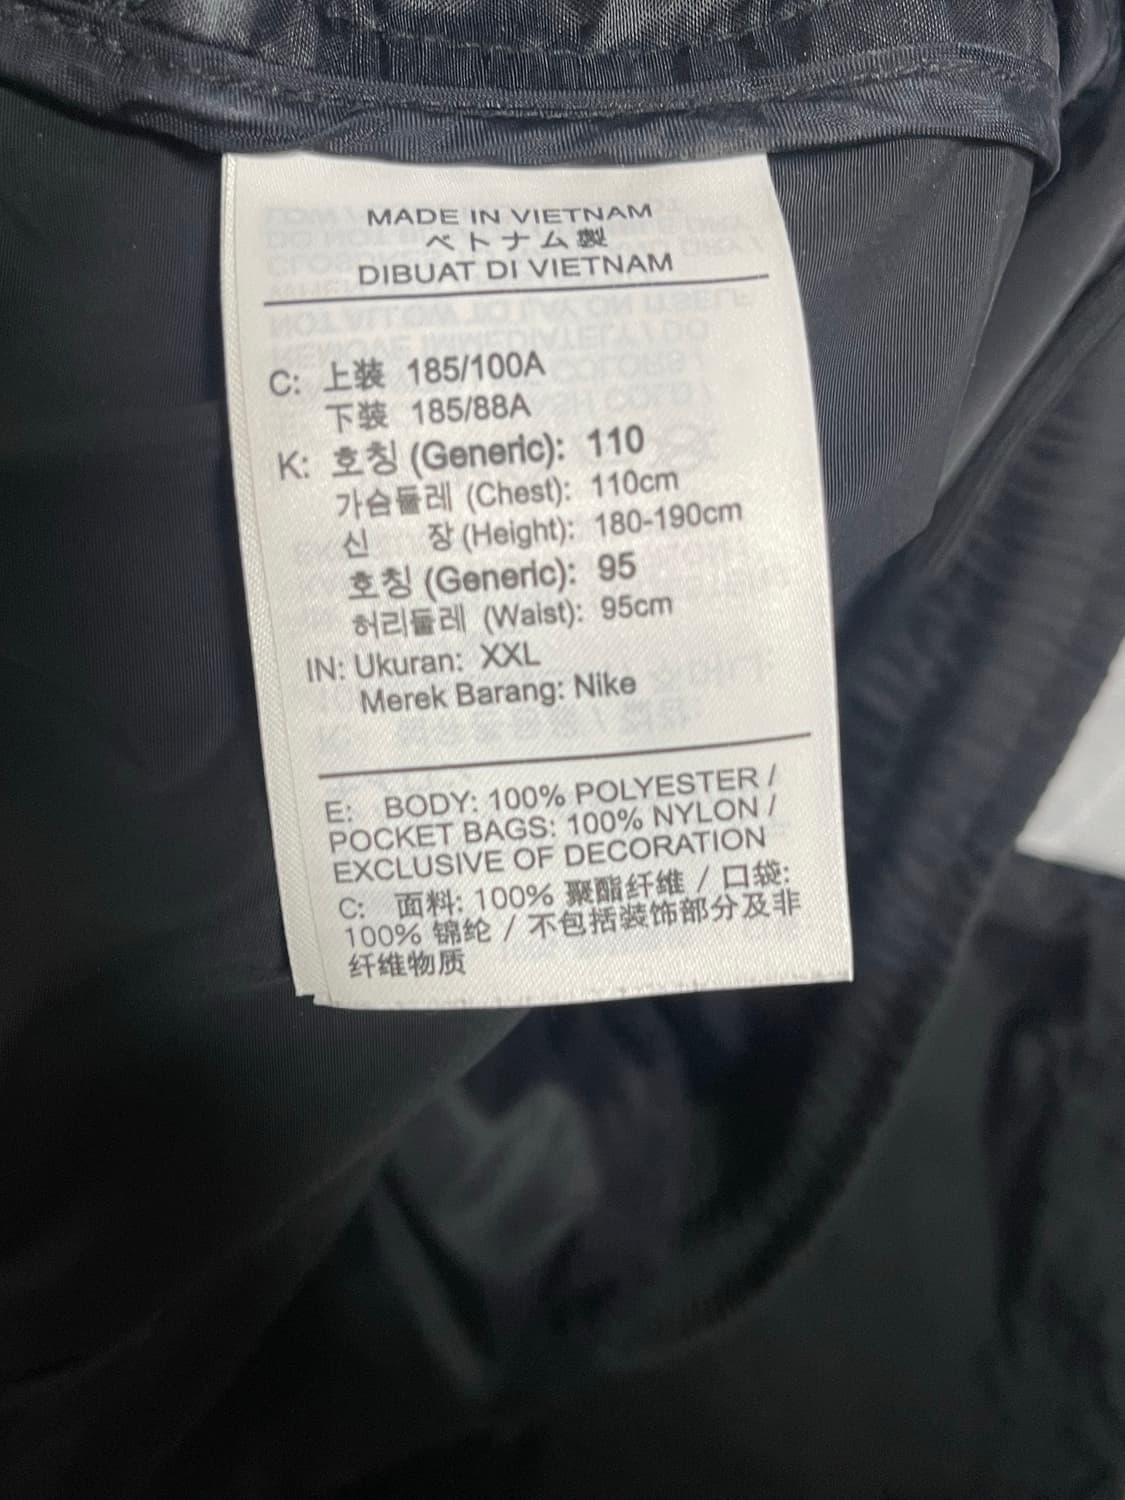 MADE IN VIETNAM
ベトナム製
DIBUAT DI VIETNAM
C: 上装 185/100A
下装 185/88A
K: 호칭 (Generic): 110
가슴둘레 (Chest): 110cm
신 장 (Height): 180-190cm
호칭 (Generic): 95
허리둘레 (Waist): 95cm
IN: Ukuran: XXL
Merek Barang: Nike
E: BODY: 100% POLYESTER /
POCKET BAGS: 100% NYLON /
EXCLUSIVE OF DECORATION
C: 面料: 100% 聚酯纤维 / 口袋:
100% 锦纶 / 不包括装饰部分及非
纤维物质